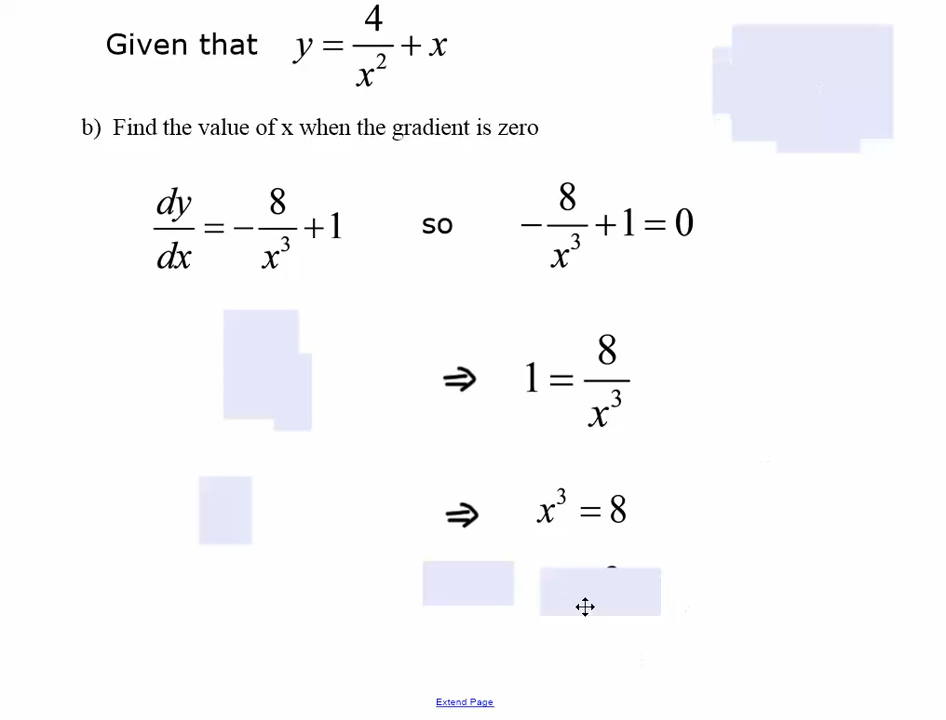 Given that y = 4/x² + x
b) Find the value of x when the gradient is zero
dy/dx = −8/x³ + 1 so −8/x³ + 1 = 0
⇒ 1 = 8/x³
⇒ x³ = 8
Extend Page